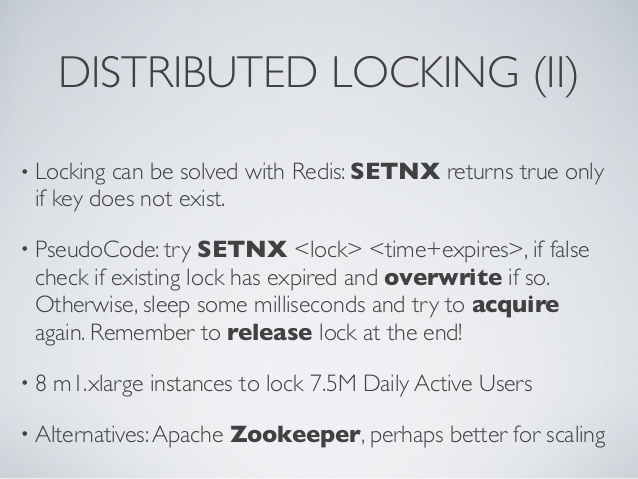 DISTRIBUTED LOCKING (II)
• Locking can be solved with Redis: SETNX returns true only
if key does not exist.
• PseudoCode: try SETNX <lock> <time+expires>, if false
check if existing lock has expired and overwrite if so.
Otherwise, sleep some milliseconds and try to acquire
again. Remember to release lock at the end!
• 8 m1.xlarge instances to lock 7.5M Daily Active Users
• Alternatives: Apache Zookeeper, perhaps better for scaling